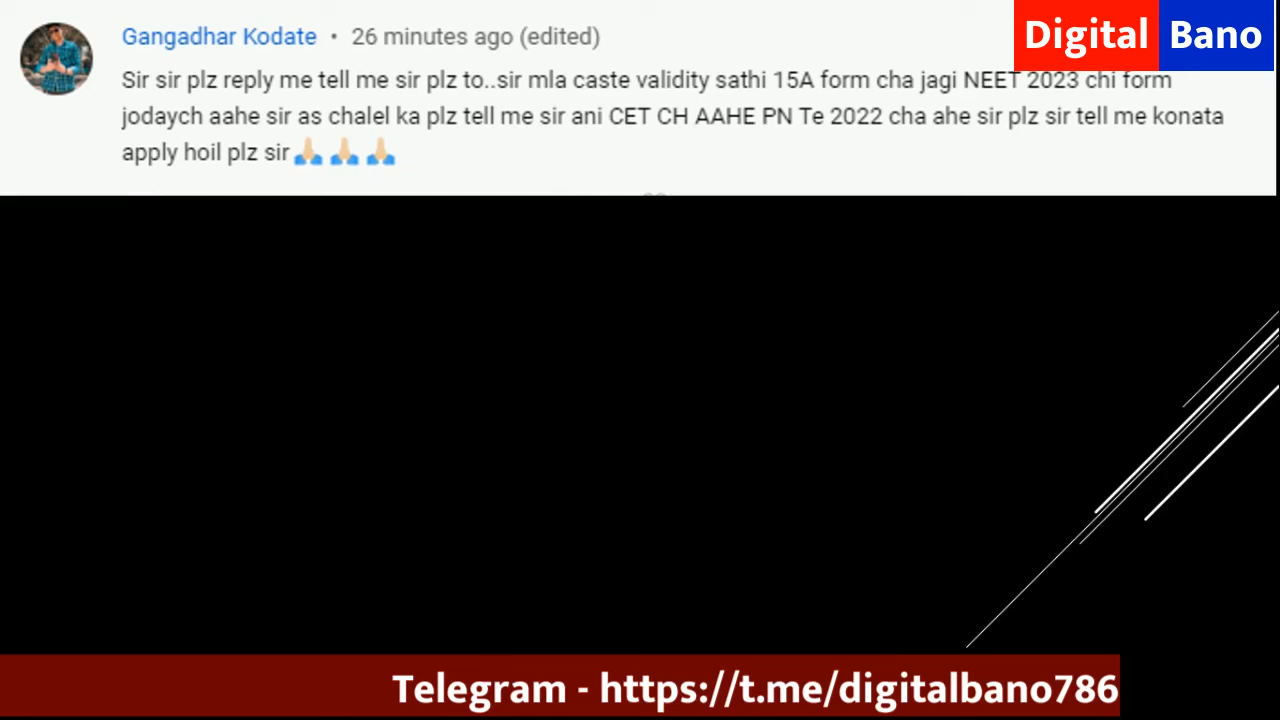 Gangadhar Kodate • 26 minutes ago (edited)
Digital Bano
Sir sir plz reply me tell me sir plz to..sir mla caste validity sathi 15A form cha jagi NEET 2023 chi form
jodaych aahe sir as chalel ka plz tell me sir ani CET CH AAHE PN Te 2022 cha ahe sir plz sir tell me konata
apply hoil plz sir🙏🏼🙏🏼🙏🏼
Telegram - https://t.me/digitalbano786